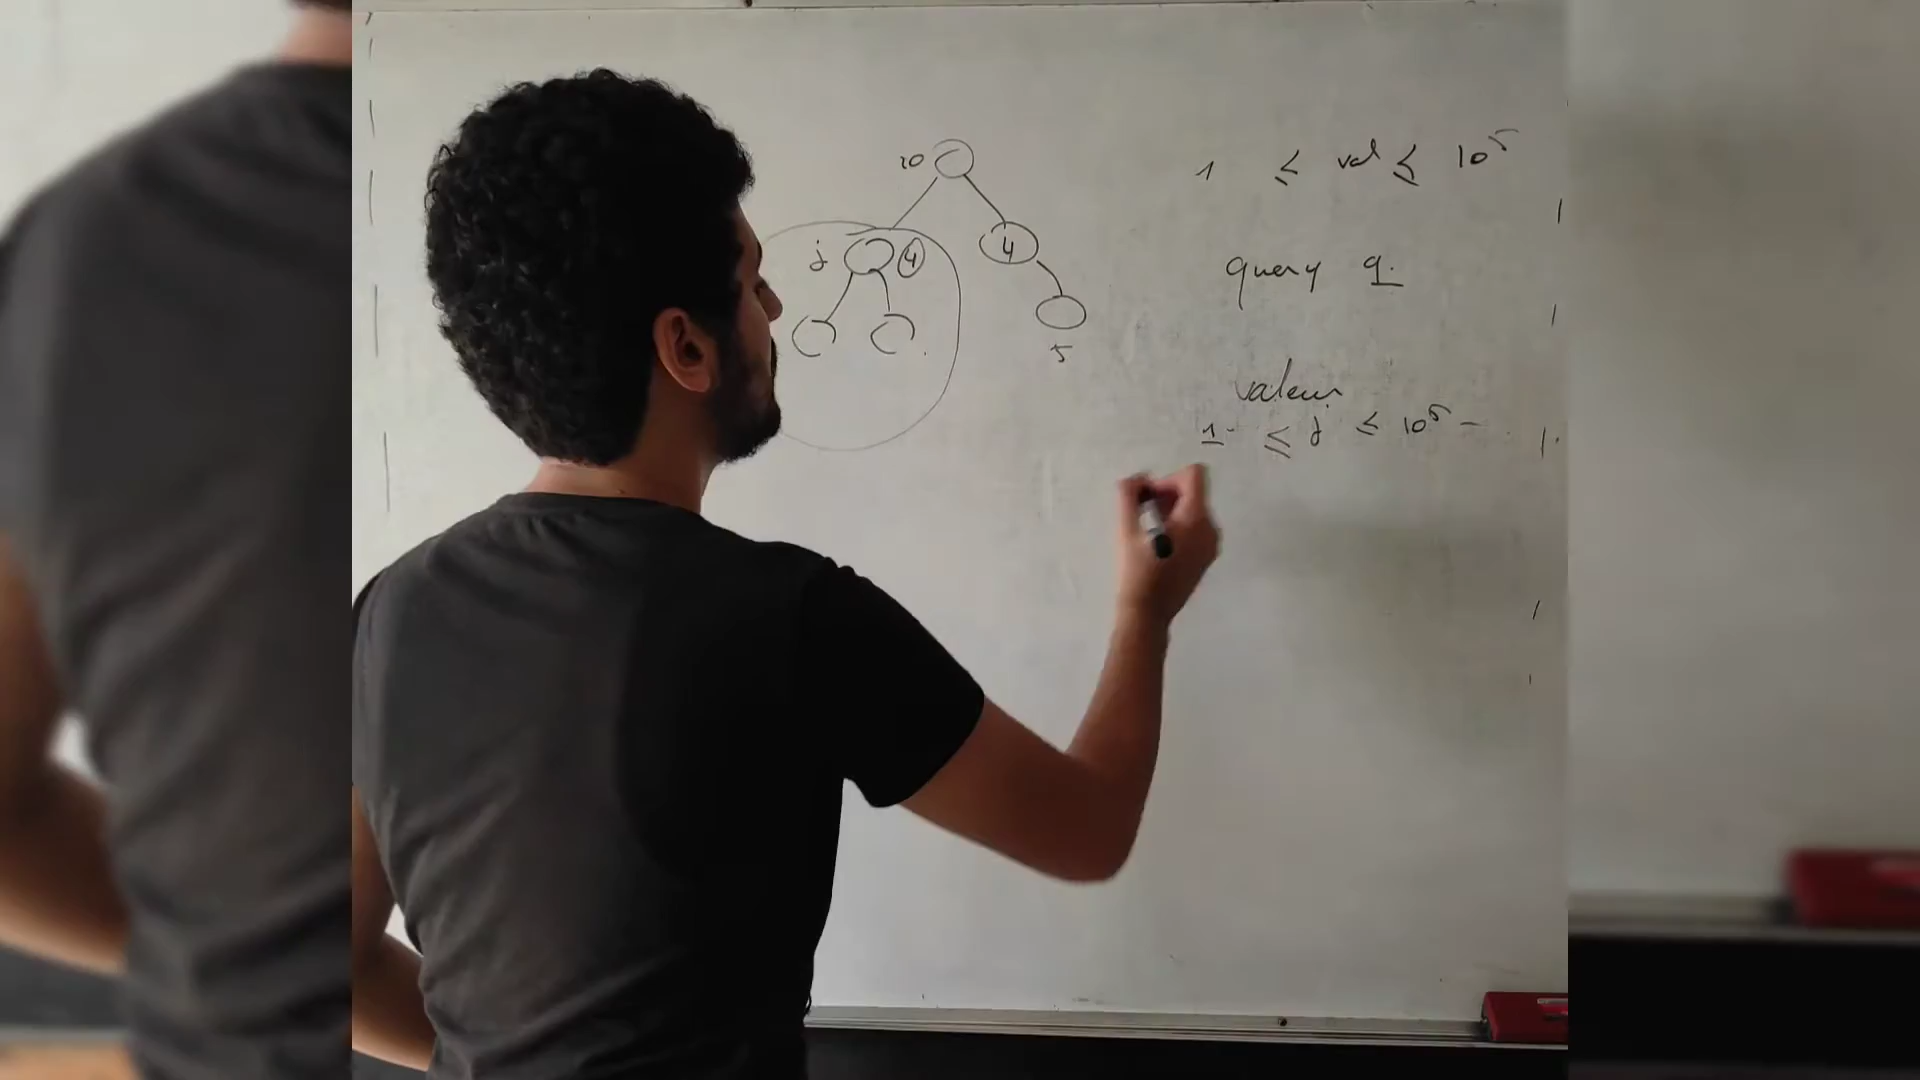 10
1 ≤ val ≤ 10⁵
j 4
4
query q.
5
valeur
1 ≤ j ≤ 10⁵